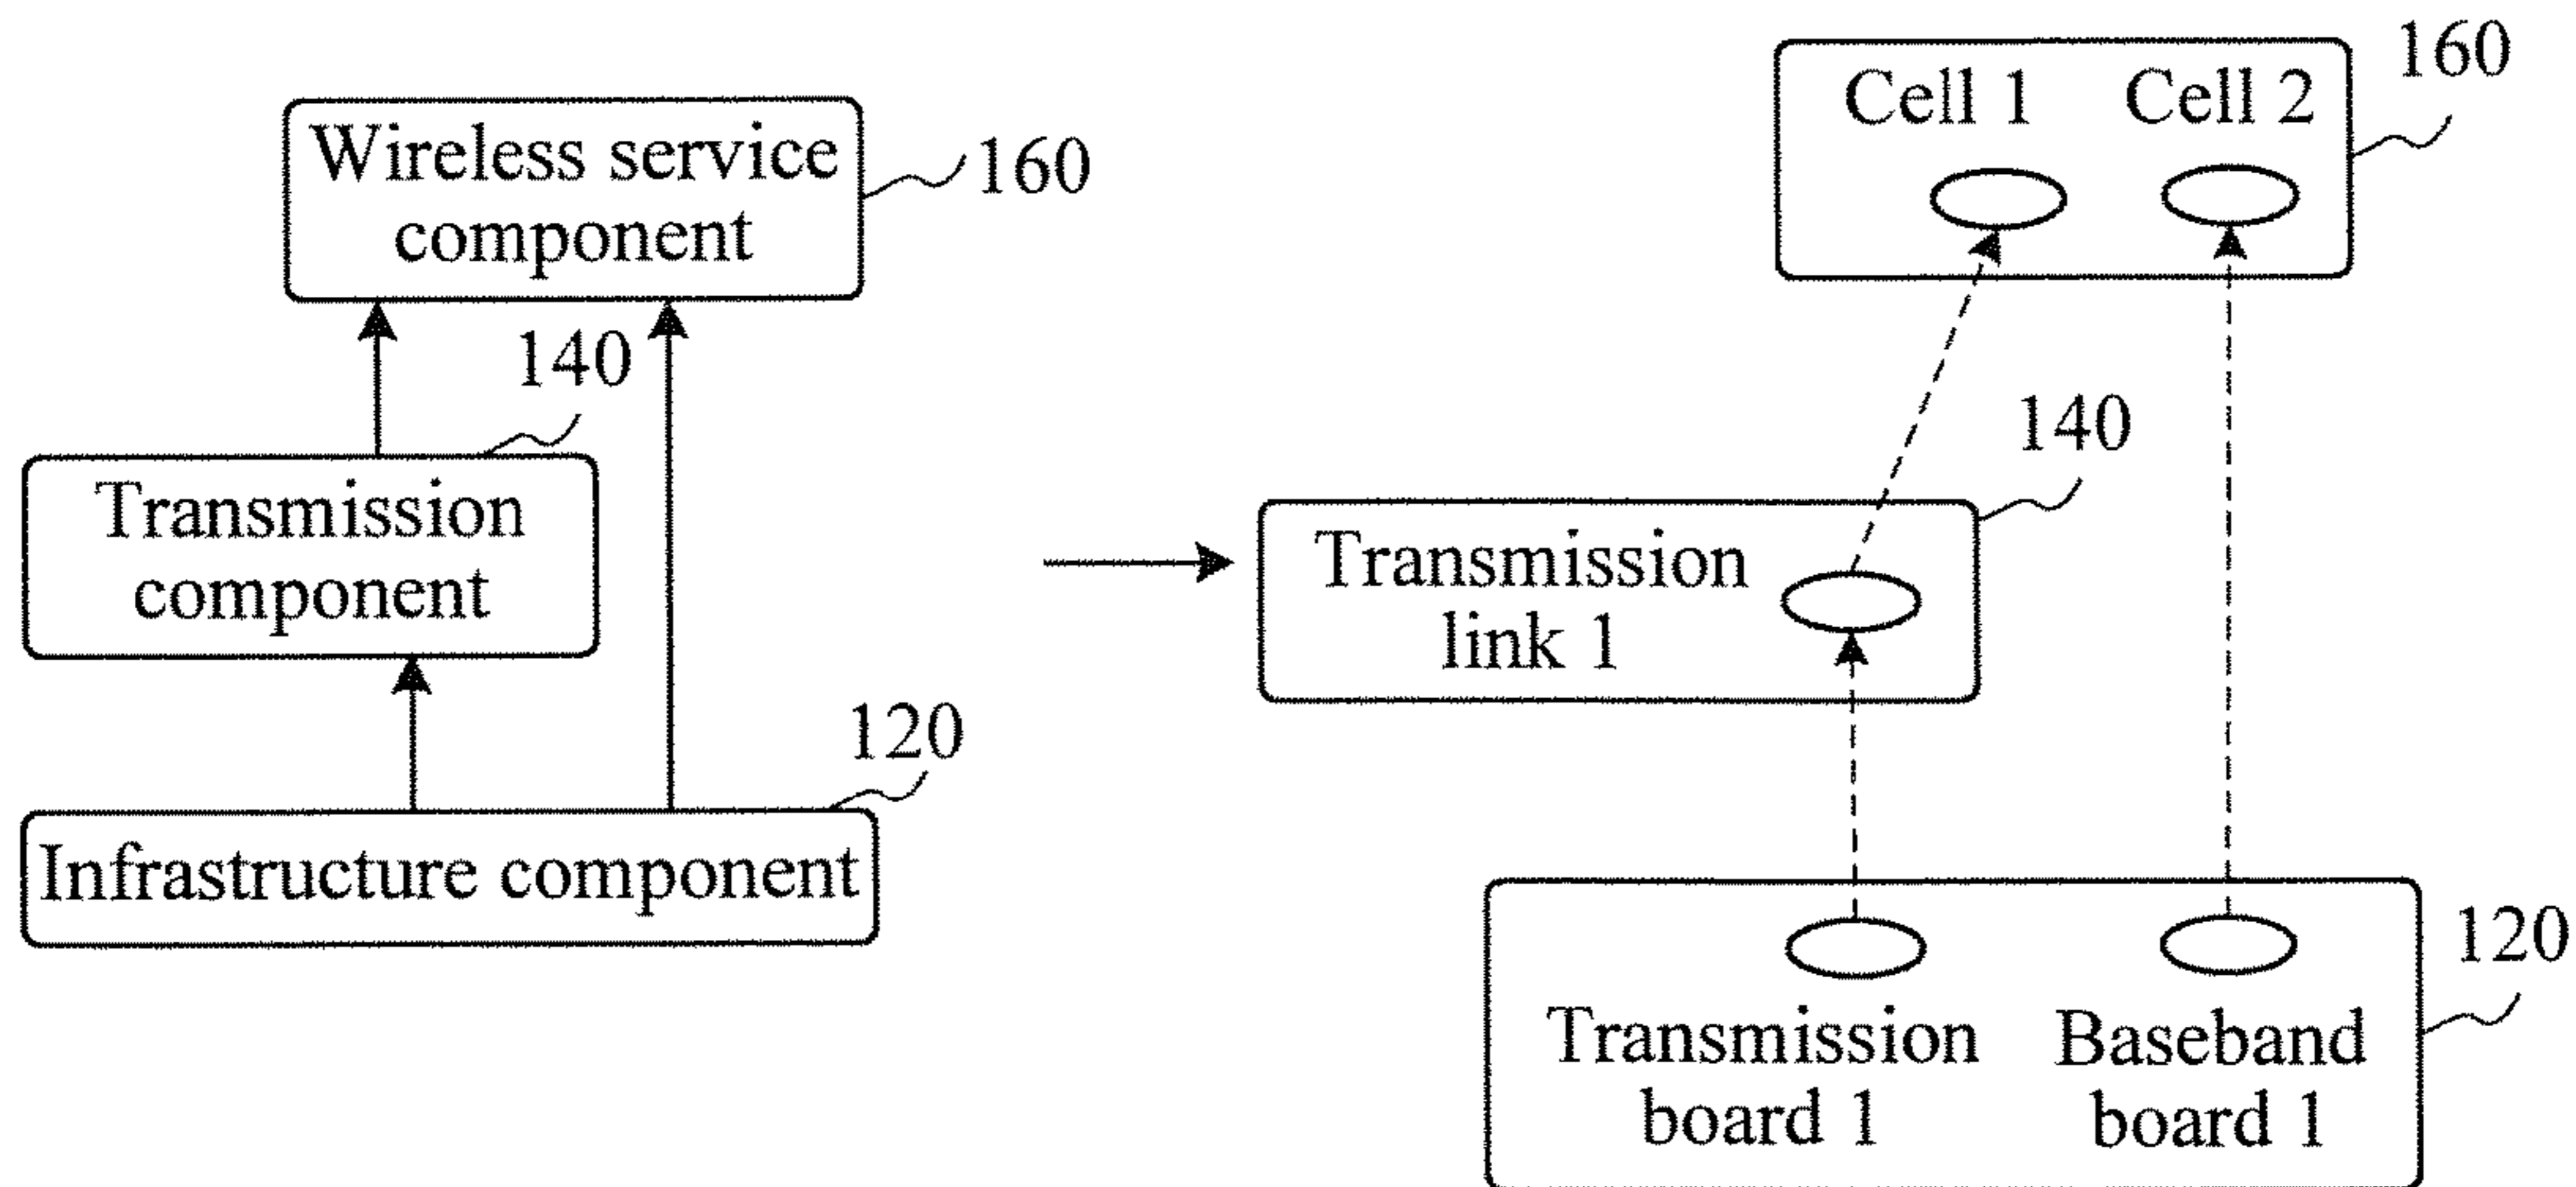 Wireless service
component
160
140
Transmission
component
120
Infrastructure component
Cell 1 Cell 2
160
140
Transmission
link 1
120
Transmission
board 1
Baseband
board 1